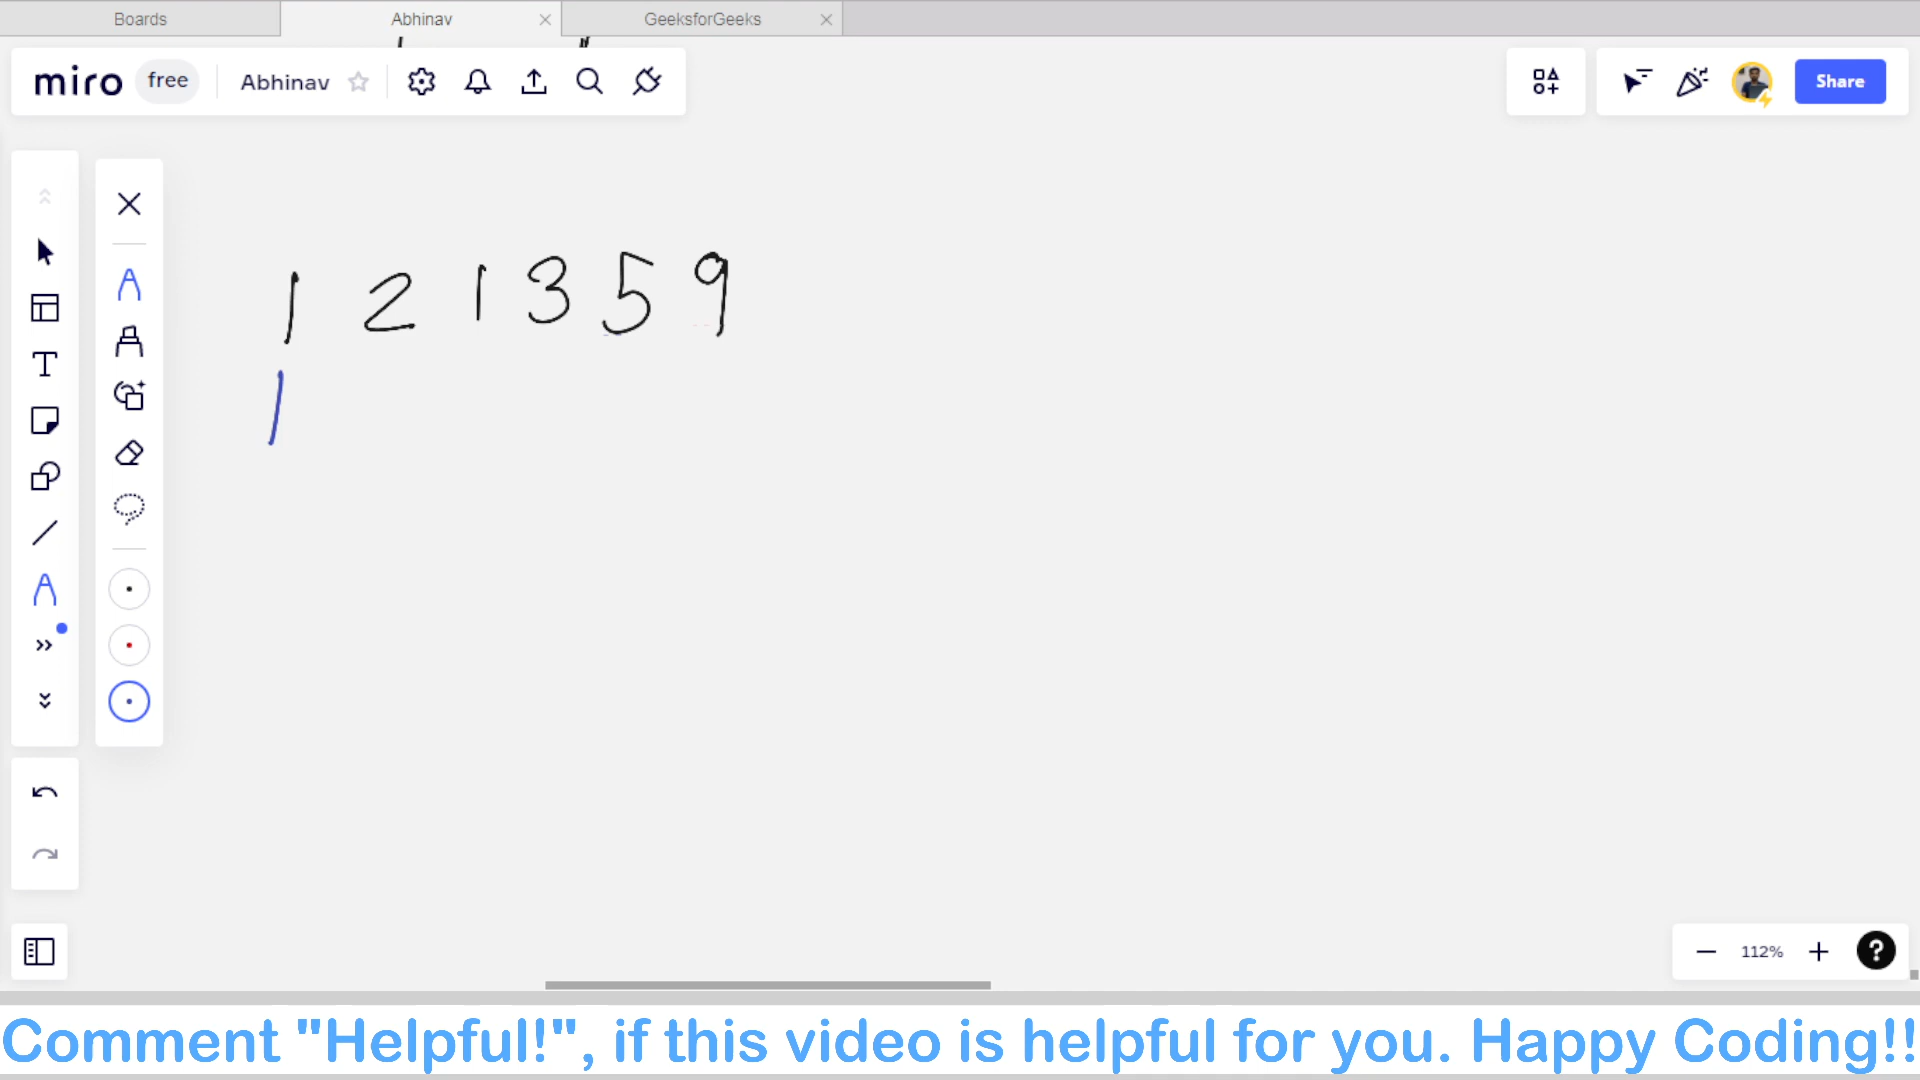 Boards Abhinav GeeksforGeeks
miro free Abhinav Share
1 2 1 3 5 9
1
112%
Comment "Helpful!", if this video is helpful for you. Happy Coding!!